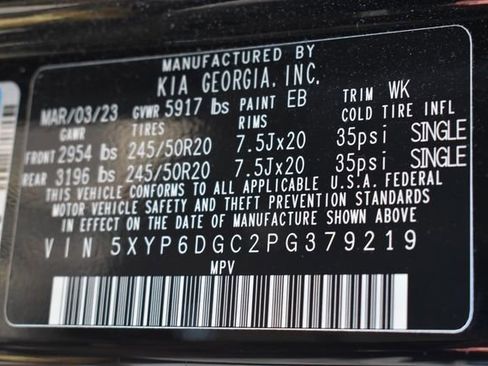 MANUFACTURED BY
KIA GEORGIA, INC.
MAR/03/23 GVWR 5917 lbs PAINT EB TRIM WK
GAWR TIRES RIMS COLD TIRE INFL
FRONT 2954 lbs 245/50R20 7.5Jx20 35psi SINGLE
REAR 3196 lbs 245/50R20 7.5Jx20 35psi SINGLE
THIS VEHICLE CONFORMS TO ALL APPLICABLE U.S.A. FEDERAL
MOTOR VEHICLE SAFETY AND THEFT PREVENTION STANDARDS
IN EFFECT ON THE DATE OF MANUFACTURE SHOWN ABOVE
VIN 5XYP6DGC2PG379219
MPV